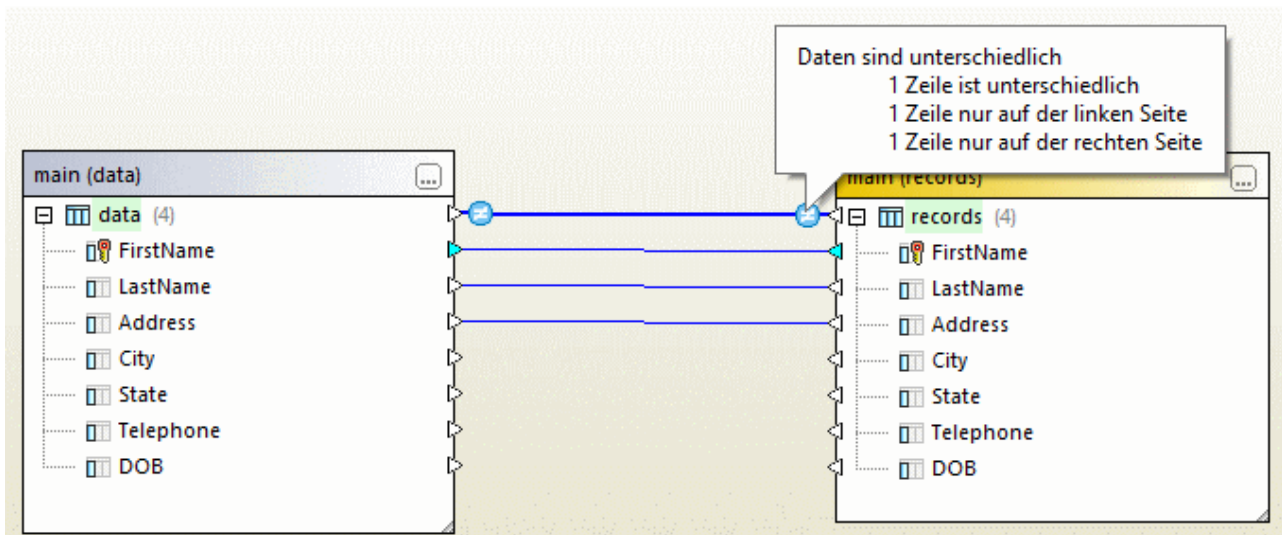 Daten sind unterschiedlich
1 Zeile ist unterschiedlich
1 Zeile nur auf der linken Seite
1 Zeile nur auf der rechten Seite
main (data)
data (4)
FirstName
LastName
Address
City
State
Telephone
DOB
main (records)
records (4)
FirstName
LastName
Address
City
State
Telephone
DOB